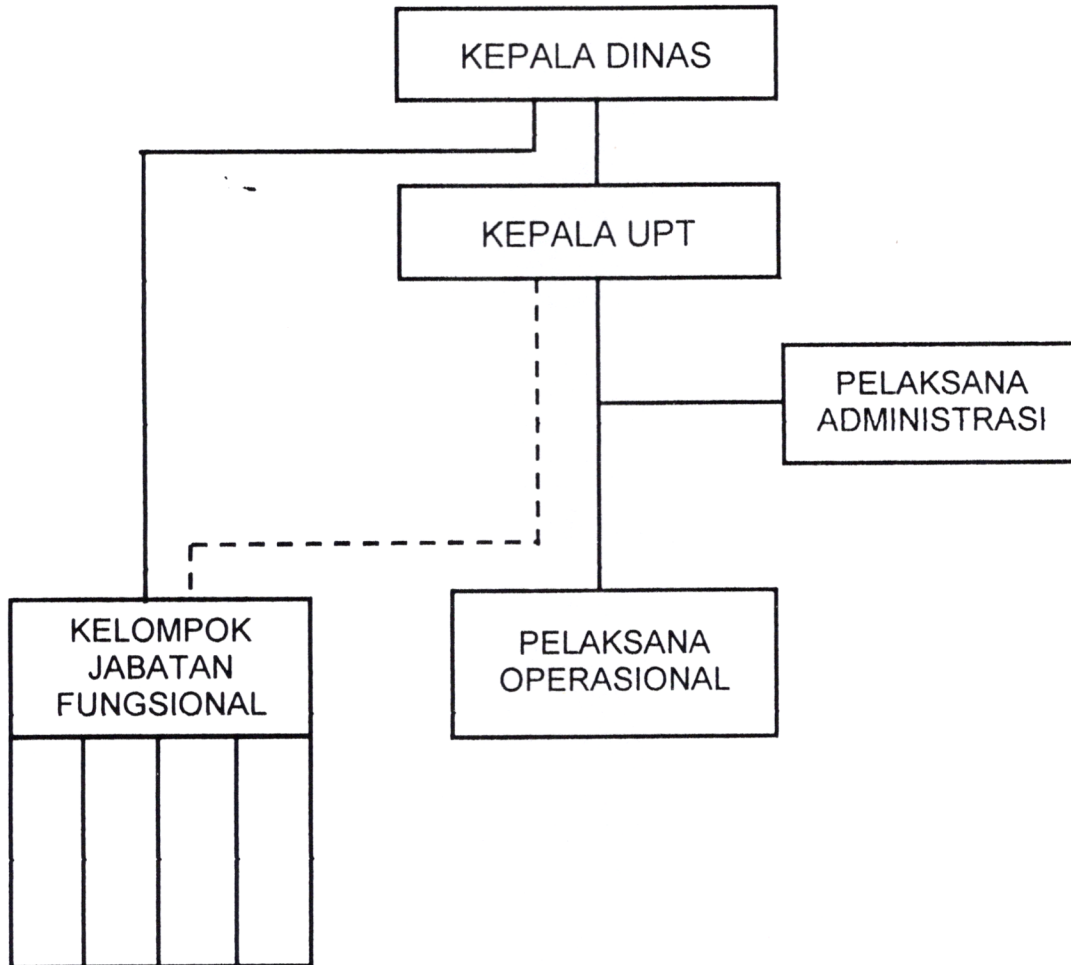 KEPALA DINAS
KEPALA UPT
PELAKSANA
ADMINISTRASI
KELOMPOK
JABATAN
FUNGSIONAL
PELAKSANA
OPERASIONAL